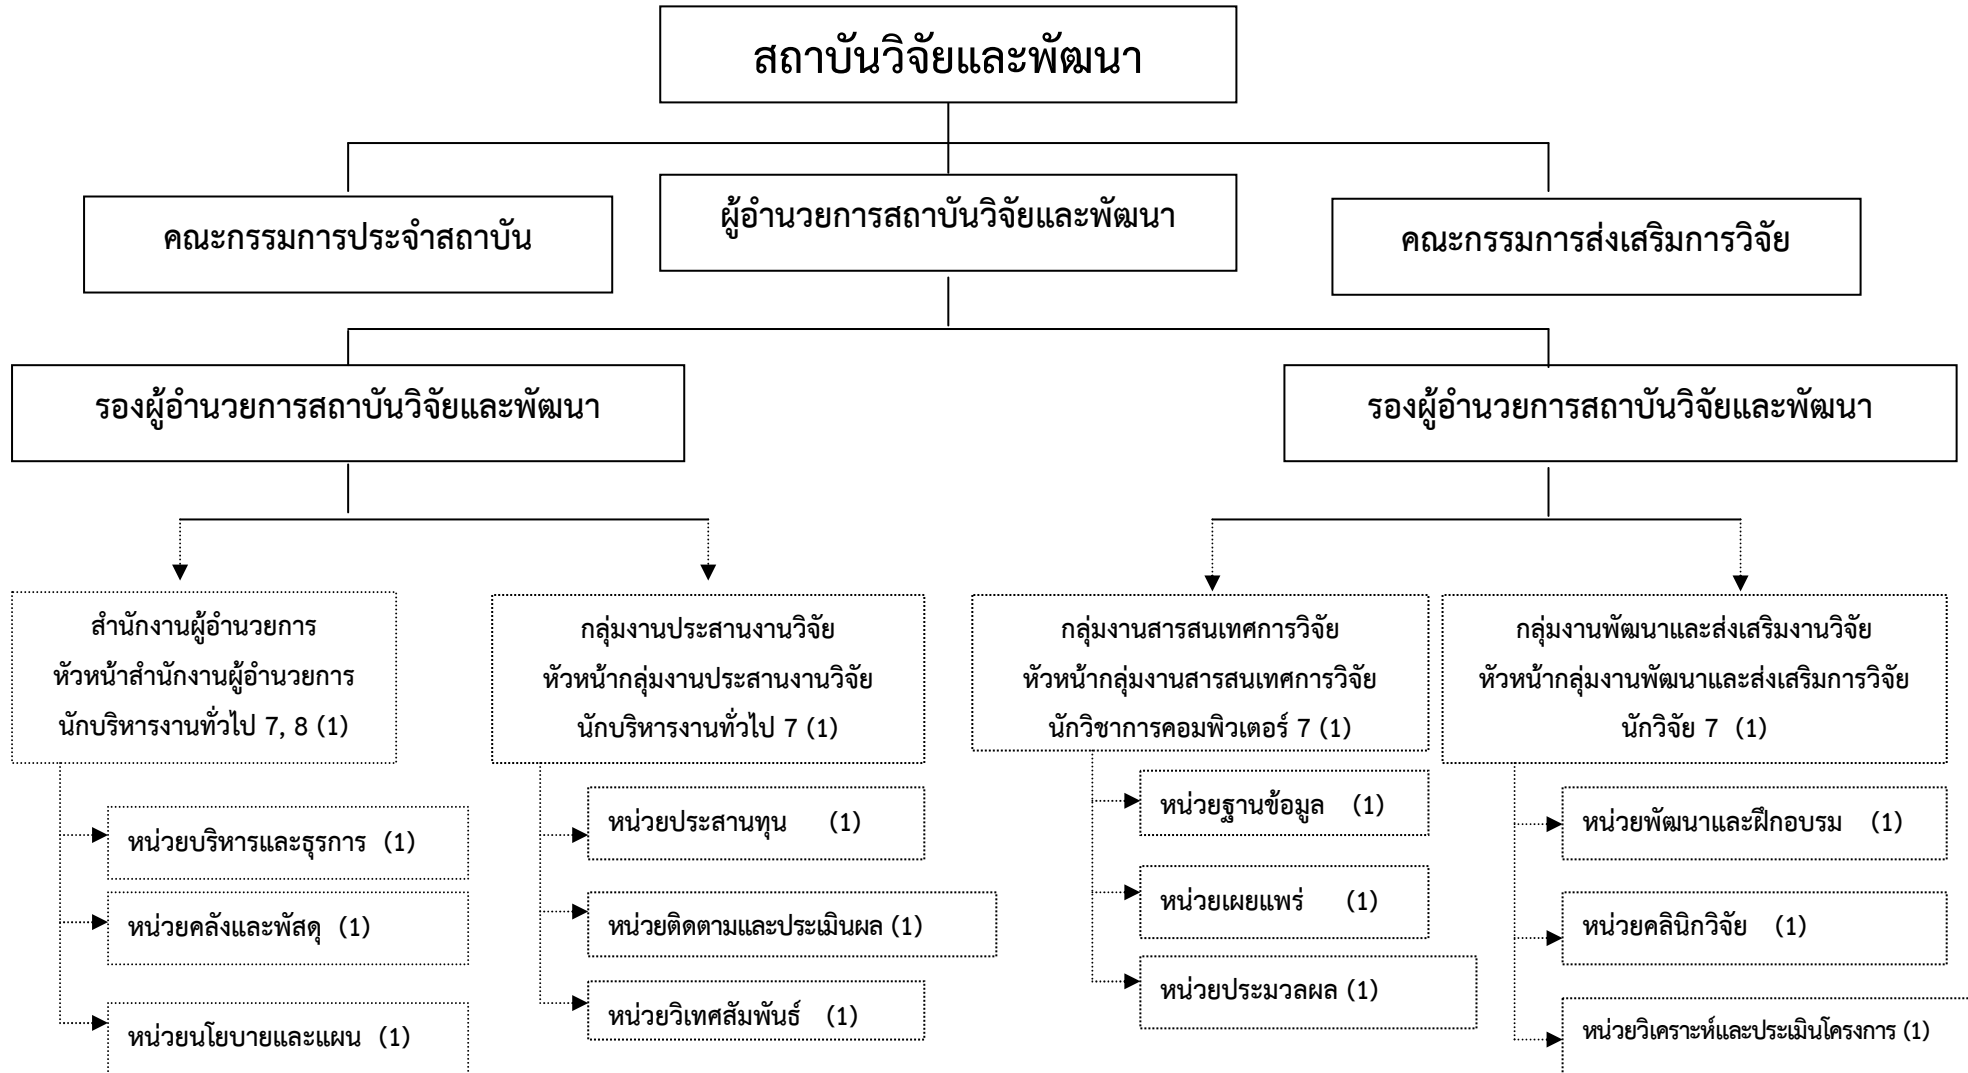 สถาบันวิจัยและพัฒนา
คณะกรรมการประจำสถาบัน
ผู้อำนวยการสถาบันวิจัยและพัฒนา
คณะกรรมการส่งเสริมการวิจัย
รองผู้อำนวยการสถาบันวิจัยและพัฒนา
รองผู้อำนวยการสถาบันวิจัยและพัฒนา
สำนักงานผู้อำนวยการ
หัวหน้าสำนักงานผู้อำนวยการ
นักบริหารงานทั่วไป 7, 8 (1)
หน่วยบริหารและธุรการ (1)
หน่วยคลังและพัสดุ (1)
หน่วยนโยบายและแผน (1)
กลุ่มงานประสานงานวิจัย
หัวหน้ากลุ่มงานประสานงานวิจัย
นักบริหารงานทั่วไป 7 (1)
หน่วยประสานทุน (1)
หน่วยติดตามและประเมินผล (1)
หน่วยวิเทศสัมพันธ์ (1)
กลุ่มงานสารสนเทศการวิจัย
หัวหน้ากลุ่มงานสารสนเทศการวิจัย
นักวิชาการคอมพิวเตอร์ 7 (1)
หน่วยฐานข้อมูล (1)
หน่วยเผยแพร่ (1)
หน่วยประมวลผล (1)
กลุ่มงานพัฒนาและส่งเสริมงานวิจัย
หัวหน้ากลุ่มงานพัฒนาและส่งเสริมการวิจัย
นักวิจัย 7 (1)
หน่วยพัฒนาและฝึกอบรม (1)
หน่วยคลินิกวิจัย (1)
หน่วยวิเคราะห์และประเมินโครงการ (1)